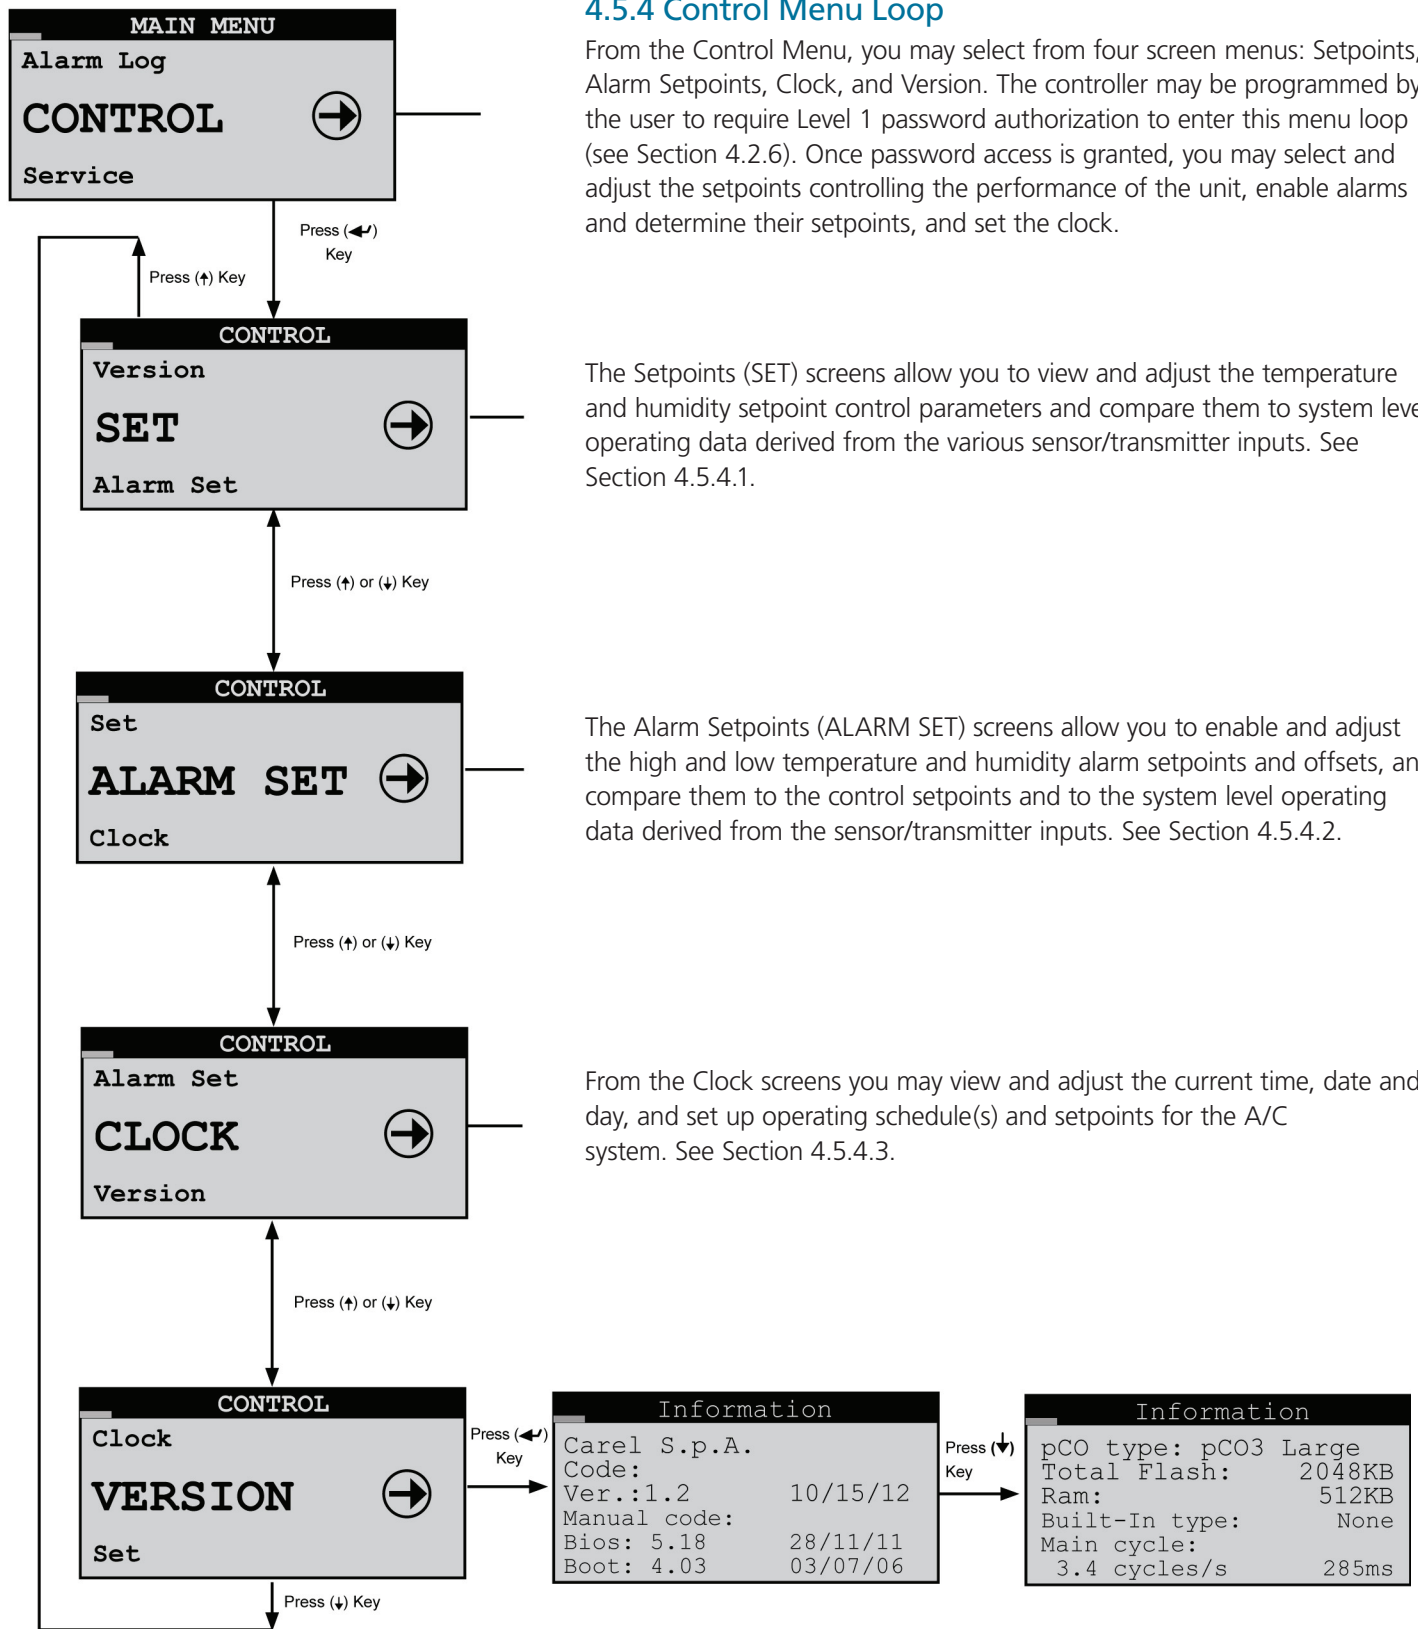 4.5.4 Control Menu Loop
From the Control Menu, you may select from four screen menus: Setpoints,
Alarm Setpoints, Clock, and Version. The controller may be programmed by
the user to require Level 1 password authorization to enter this menu loop
(see Section 4.2.6). Once password access is granted, you may select and
adjust the setpoints controlling the performance of the unit, enable alarms
and determine their setpoints, and set the clock.
MAIN MENU
Alarm Log
CONTROL
Service
Press (↵)
Key
Press (↑) Key
CONTROL
Version
SET
Alarm Set
The Setpoints (SET) screens allow you to view and adjust the temperature
and humidity setpoint control parameters and compare them to system leve
operating data derived from the various sensor/transmitter inputs. See
Section 4.5.4.1.
Press (↑) or (↓) Key
CONTROL
Set
ALARM SET
Clock
The Alarm Setpoints (ALARM SET) screens allow you to enable and adjust
the high and low temperature and humidity alarm setpoints and offsets, an
compare them to the control setpoints and to the system level operating
data derived from the sensor/transmitter inputs. See Section 4.5.4.2.
Press (↑) or (↓) Key
CONTROL
Alarm Set
CLOCK
Version
From the Clock screens you may view and adjust the current time, date and
day, and set up operating schedule(s) and setpoints for the A/C
system. See Section 4.5.4.3.
Press (↑) or (↓) Key
CONTROL
Clock
VERSION
Set
Press (↵)
Key
Information
Carel S.p.A.
Code:
Ver.:1.2 10/15/12
Manual code:
Bios: 5.18 28/11/11
Boot: 4.03 03/07/06
Press (↓)
Key
Information
pCO type: pCO3 Large
Total Flash: 2048KB
Ram: 512KB
Built-In type: None
Main cycle:
3.4 cycles/s 285ms
Press (↓) Key